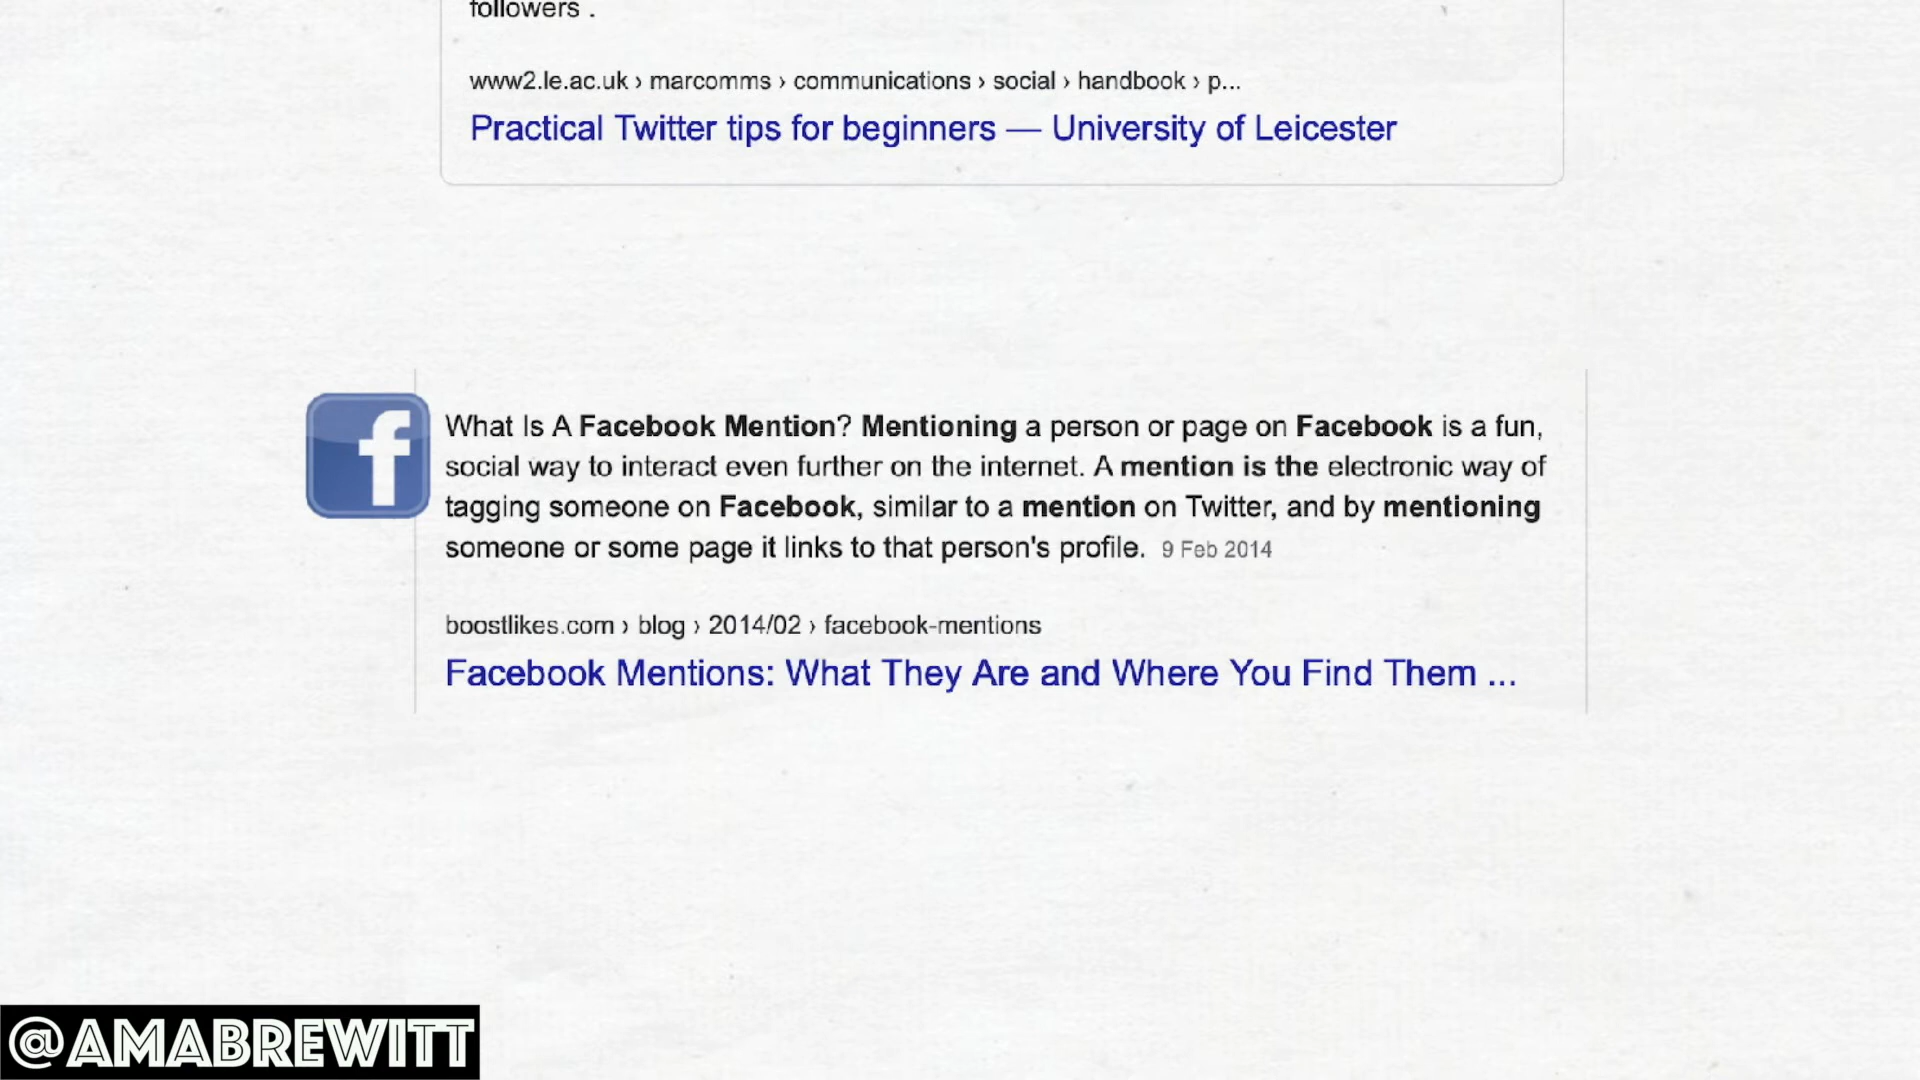 followers .
www2.le.ac.uk › marcomms › communications › social › handbook › p...
Practical Twitter tips for beginners — University of Leicester
f
What Is A Facebook Mention? Mentioning a person or page on Facebook is a fun,
social way to interact even further on the internet. A mention is the electronic way of
tagging someone on Facebook, similar to a mention on Twitter, and by mentioning
someone or some page it links to that person's profile. 9 Feb 2014
boostlikes.com › blog › 2014/02 › facebook-mentions
Facebook Mentions: What They Are and Where You Find Them ...
@AMABREWITT